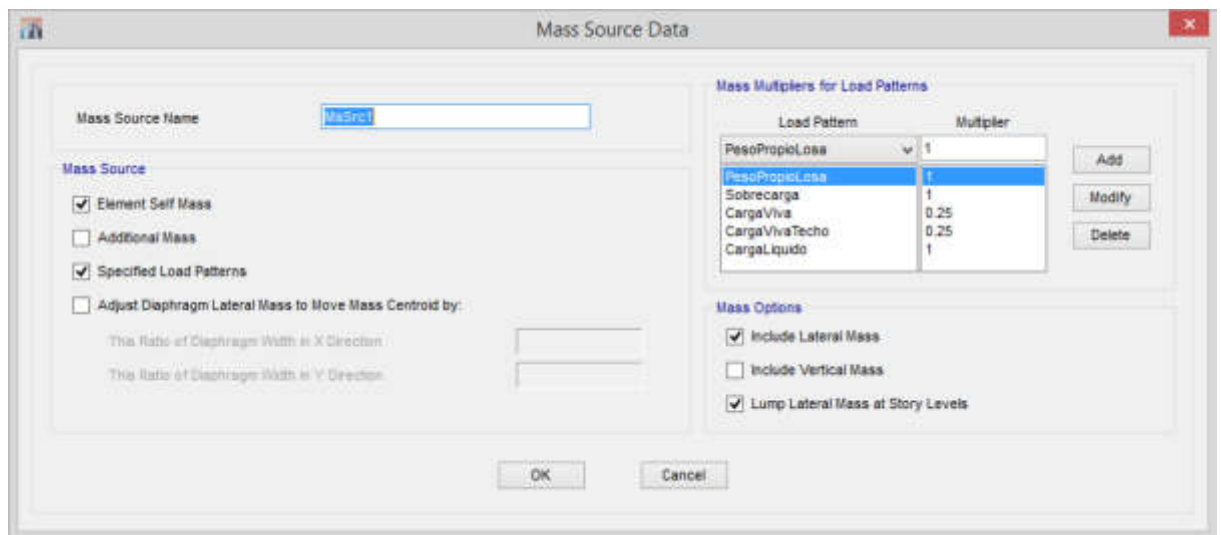 Mass Source Data
Mass Source Name
MsSrc1
Mass Source
Element Self Mass
Additional Mass
Specified Load Patterns
Adjust Diaphragm Lateral Mass to Move Mass Centroid by:
This Ratio of Diaphragm Width in X Direction
This Ratio of Diaphragm Width in Y Direction
Mass Multipliers for Load Patterns
Load Pattern Multiplier
PesoPropioLosa 1
PesoPropioLosa 1
Sobrecarga 1
CargaViva 0.25
CargaVivaTecho 0.25
CargaLiquido 1
Add
Modify
Delete
Mass Options
Include Lateral Mass
Include Vertical Mass
Lump Lateral Mass at Story Levels
OK Cancel